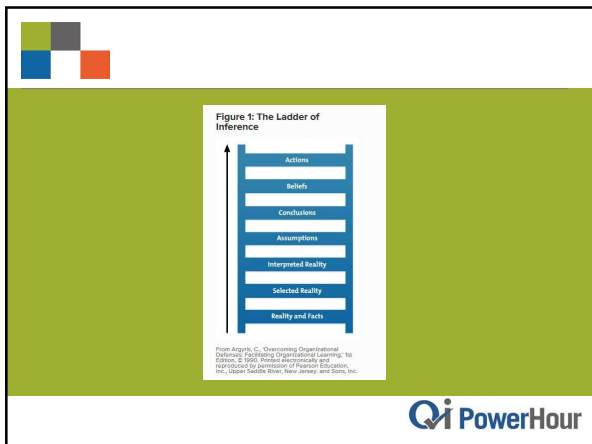 Figure 1: The Ladder of
Inference
Actions
Beliefs
Conclusions
Assumptions
Interpreted Reality
Selected Reality
Reality and Facts
From Argyris, C., 'Overcoming Organizational
Defenses: Facilitating Organizational Learning,' 1st
Edition, © 1990. Printed electronically and
reproduced by permission of Pearson Education,
Inc., Upper Saddle River, New Jersey. and Sons, Inc.
Qi PowerHour